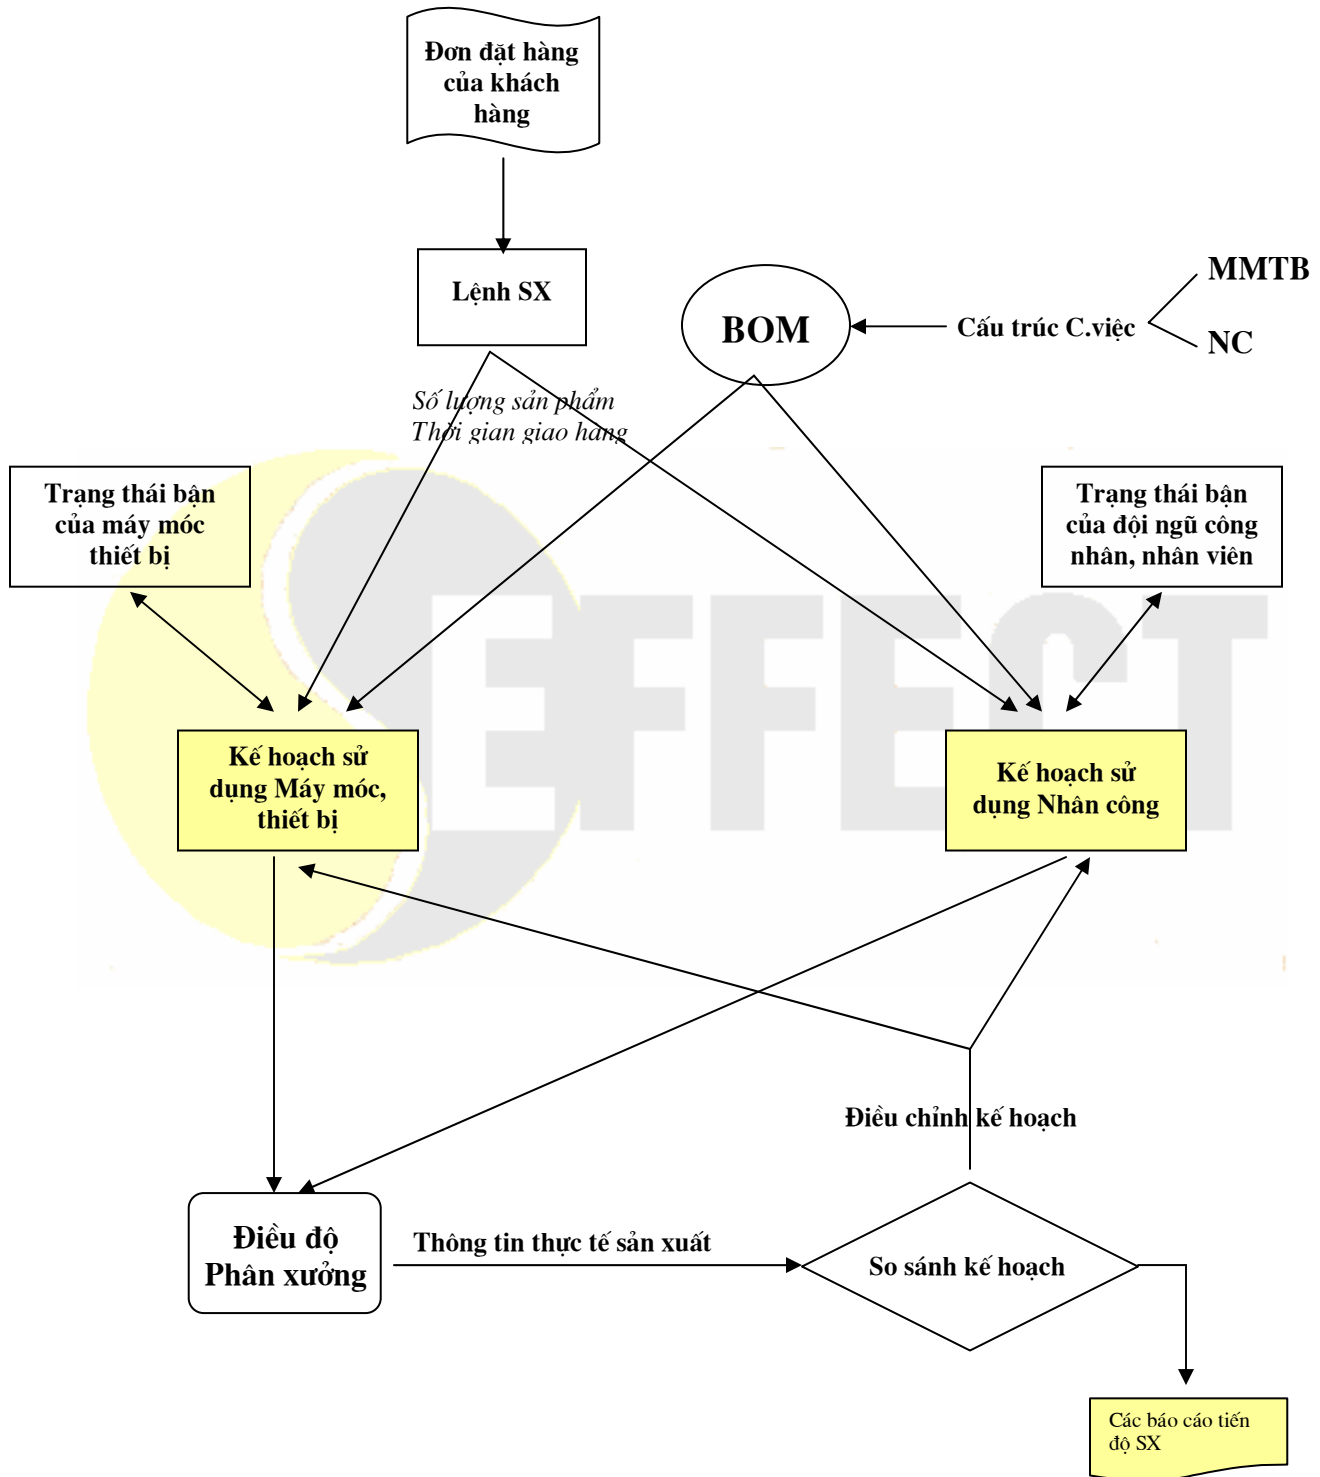 Đơn đặt hàng
của khách
hàng
Lệnh SX
BOM
Cấu trúc C.việc
MMTB
NC
Số lượng sản phẩm
Thời gian giao hàng
Trạng thái bận
của máy móc
thiết bị
Trạng thái bận
của đội ngũ công
nhân, nhân viên
EFFECT
Kế hoạch sử
dụng Máy móc,
thiết bị
Kế hoạch sử
dụng Nhân công
Điều chỉnh kế hoạch
Điều độ
Phân xưởng
Thông tin thực tế sản xuất
So sánh kế hoạch
Các báo cáo tiến
độ SX